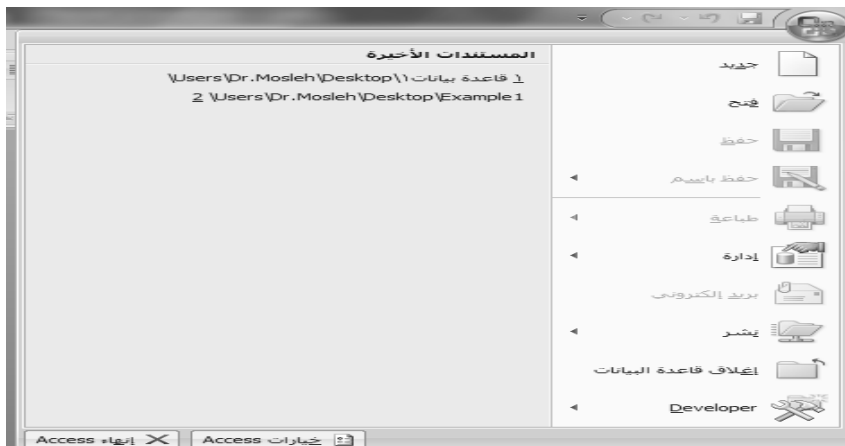 المستندات الأخيرة
1 قاعدة بيانات١\Users\Dr.Mosleh\Desktop\
2 \Users\Dr.Mosleh\Desktop\Example1
جديد
فتح
حفظ
حفظ باسم
طباعة
إدارة
بريد إلكتروني
نشر
إغلاق قاعدة البيانات
Developer
خيارات Access
إنهاء Access